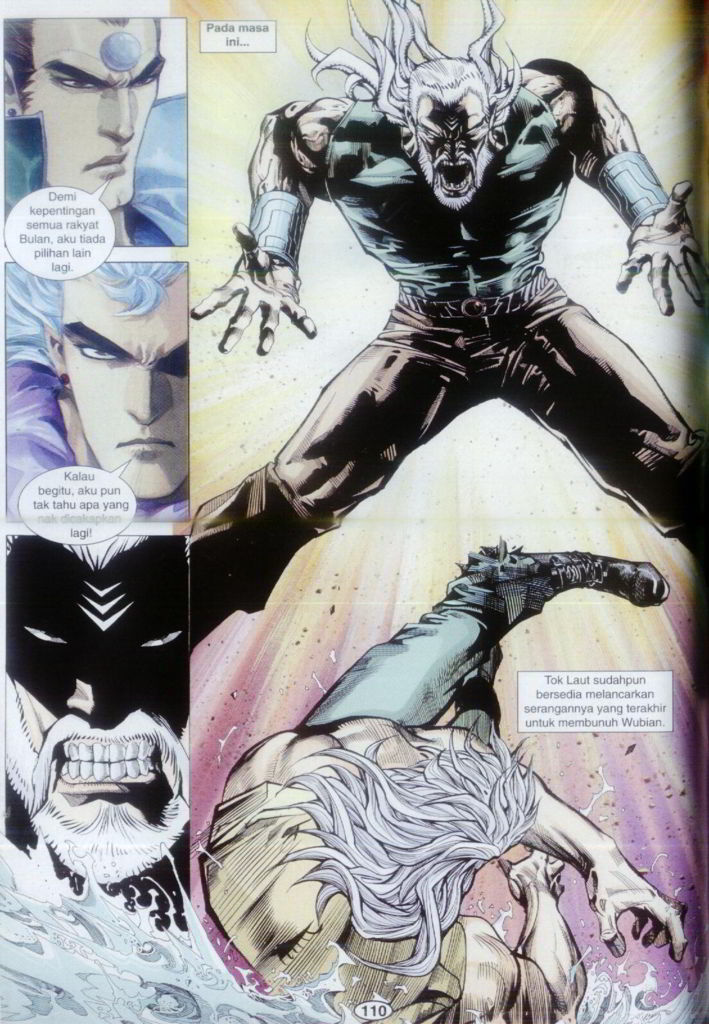 Pada masa
ini...
Demi
kepentingan
semua rakyat
Bulan, aku tiada
pilihan lain
lagi.
Kalau
begitu, aku pun
tak tahu apa yang
nak dicakapkan
lagi!
Tok Laut sudahpun
bersedia melancarkan
serangannya yang terakhir
untuk membunuh Wubian.
110